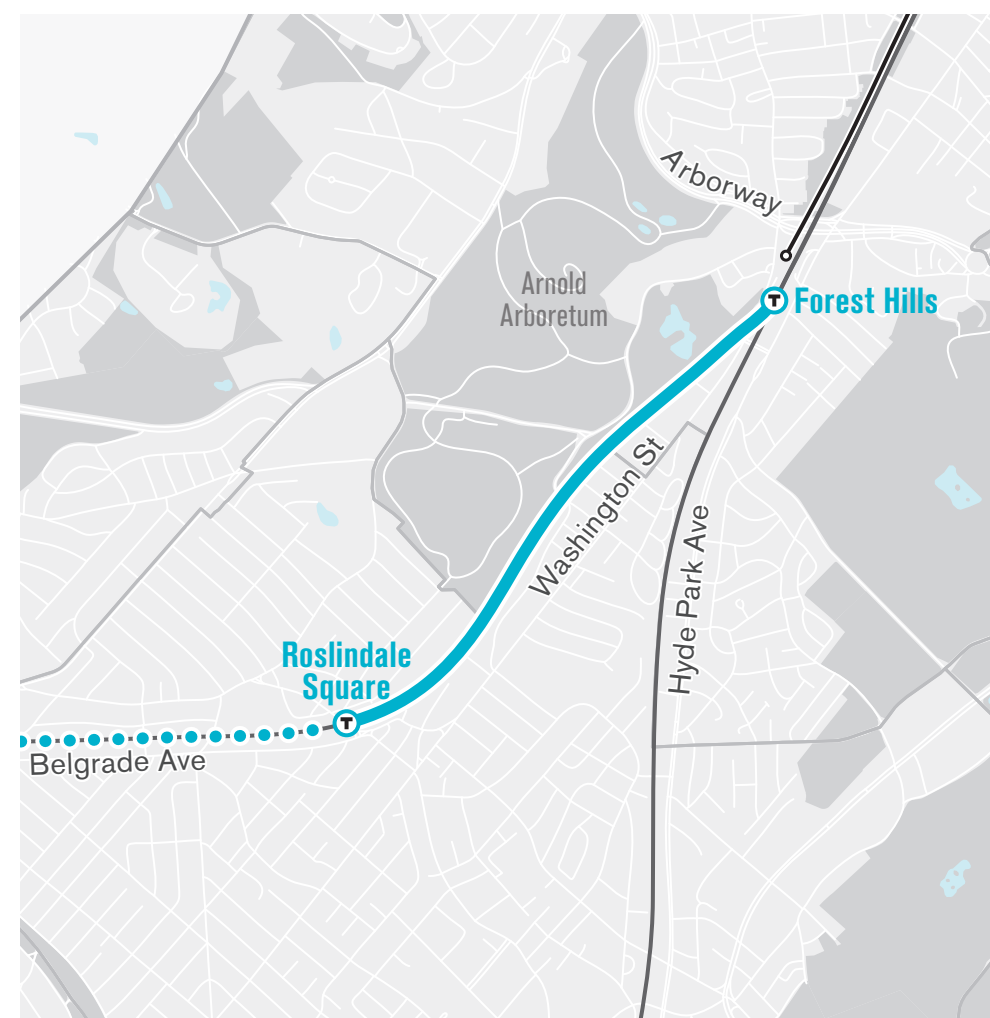 Arborway
Arnold
Arboretum
T
Forest Hills
Washington St
Hyde Park Ave
Roslindale
Square
T
Belgrade Ave